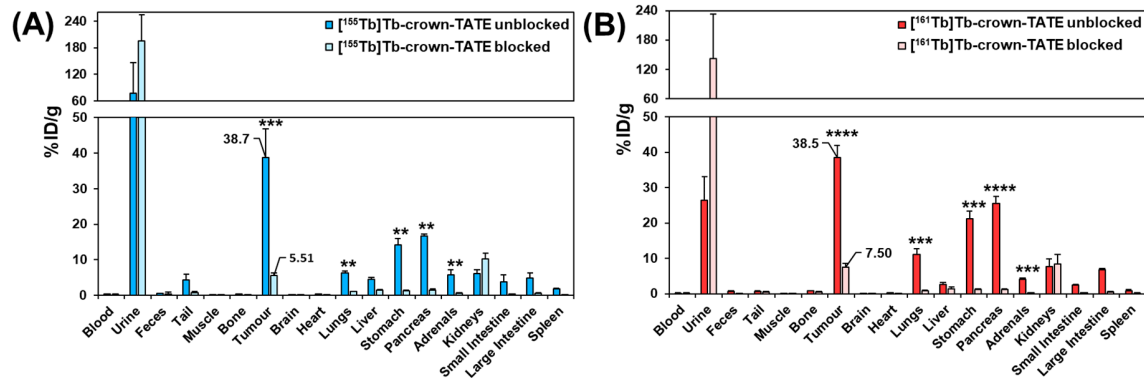 (A)
[¹⁵⁵Tb]Tb-crown-TATE unblocked
[¹⁵⁵Tb]Tb-crown-TATE blocked
240
180
120
60
%ID/g
50
40
30
20
10
0
38.7
***
5.51
**
**
**
**
Blood
Urine
Feces
Tail
Muscle
Bone
Tumour
Brain
Heart
Lungs
Liver
Stomach
Pancreas
Adrenals
Kidneys
Small Intestine
Large Intestine
Spleen
(B)
[¹⁶¹Tb]Tb-crown-TATE unblocked
[¹⁶¹Tb]Tb-crown-TATE blocked
240
180
120
60
%ID/g
50
40
30
20
10
0
38.5
****
7.50
***
***
****
***
Blood
Urine
Feces
Tail
Muscle
Bone
Tumour
Brain
Heart
Lungs
Liver
Stomach
Pancreas
Adrenals
Kidneys
Small Intestine
Large Intestine
Spleen